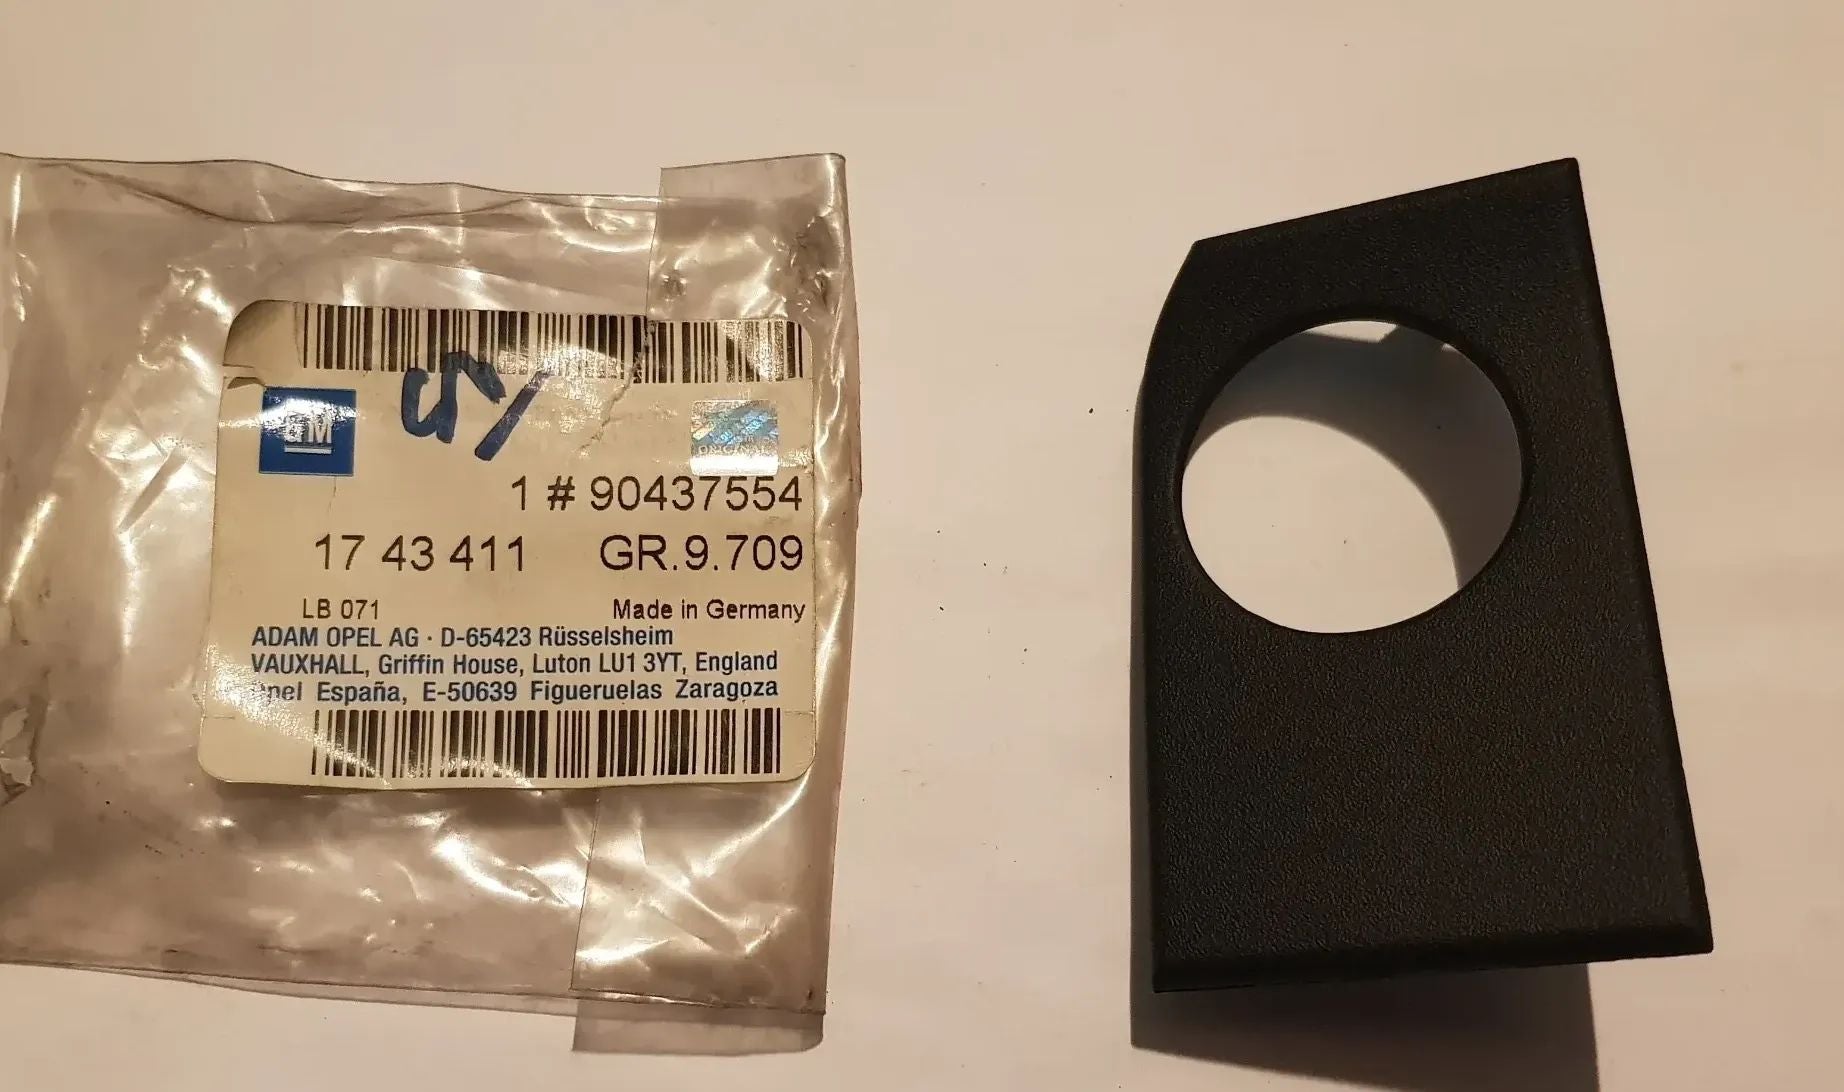 GM
1 # 90437554
17 43 411 GR.9.709
LB 071 Made in Germany
ADAM OPEL AG · D-65423 Rüsselsheim
VAUXHALL, Griffin House, Luton LU1 3YT, England
Opel España, E-50639 Figueruelas Zaragoza